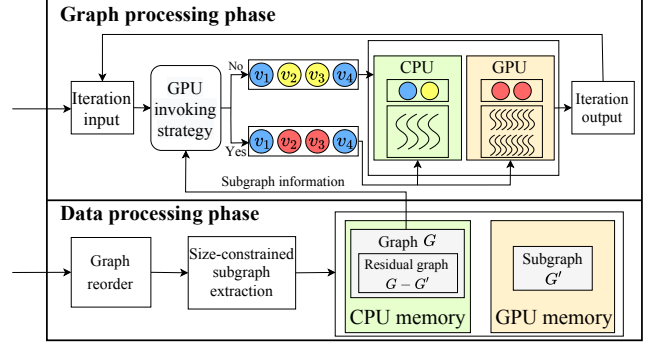 Graph processing phase
Iteration
input
GPU
invoking
strategy
No
v1 v2 v3 v4
Yes
v1 v2 v3 v4
CPU
GPU
Iteration
output
Subgraph information
Data processing phase
Graph
reorder
Size-constrained
subgraph
extraction
Graph G
Residual graph
G − G′
CPU memory
Subgraph
G′
GPU memory